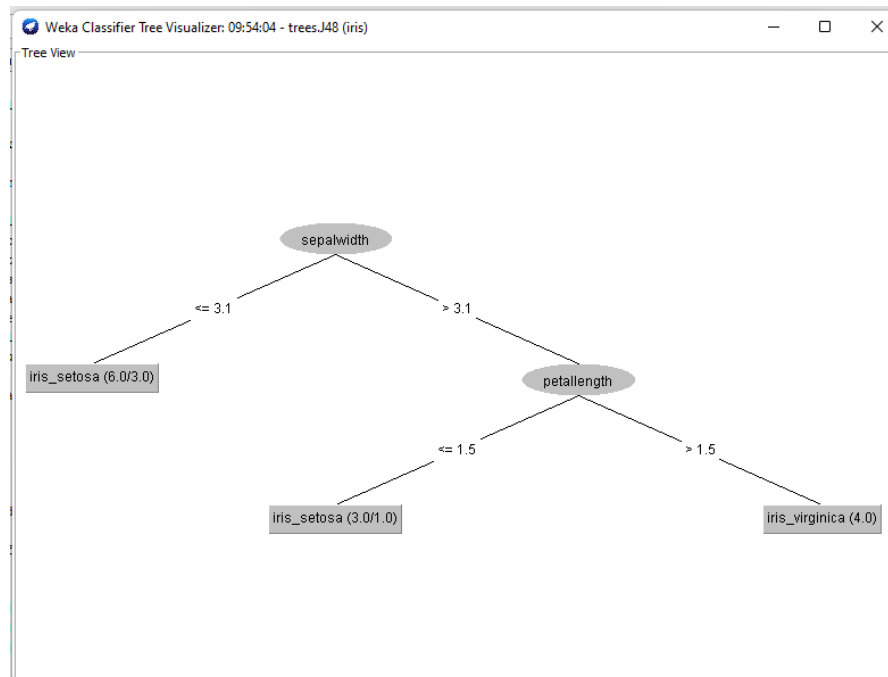 Weka Classifier Tree Visualizer: 09:54:04 - trees.J48 (iris)
Tree View
sepalwidth
<= 3.1
> 3.1
iris_setosa (6.0/3.0)
petallength
<= 1.5
> 1.5
iris_setosa (3.0/1.0)
iris_virginica (4.0)